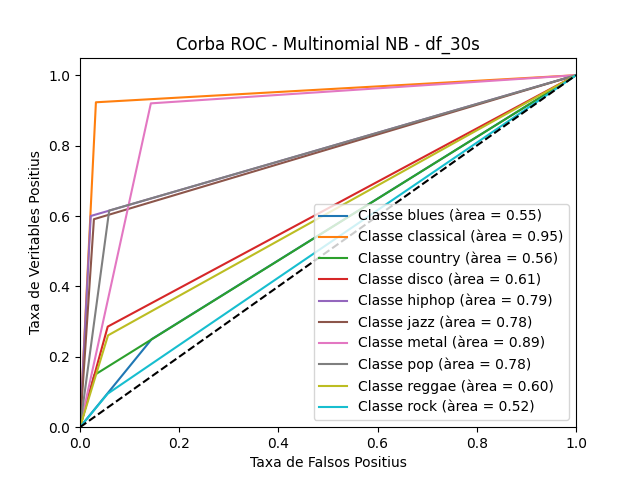 Corba ROC - Multinomial NB - df_30s
Taxa de Veritables Positius
1.0
0.8
0.6
0.4
0.2
0.0
Classe blues (àrea = 0.55)
Classe classical (àrea = 0.95)
Classe country (àrea = 0.56)
Classe disco (àrea = 0.61)
Classe hiphop (àrea = 0.79)
Classe jazz (àrea = 0.78)
Classe metal (àrea = 0.89)
Classe pop (àrea = 0.78)
Classe reggae (àrea = 0.60)
Classe rock (àrea = 0.52)
0.0 0.2 0.4 0.6 0.8 1.0
Taxa de Falsos Positius